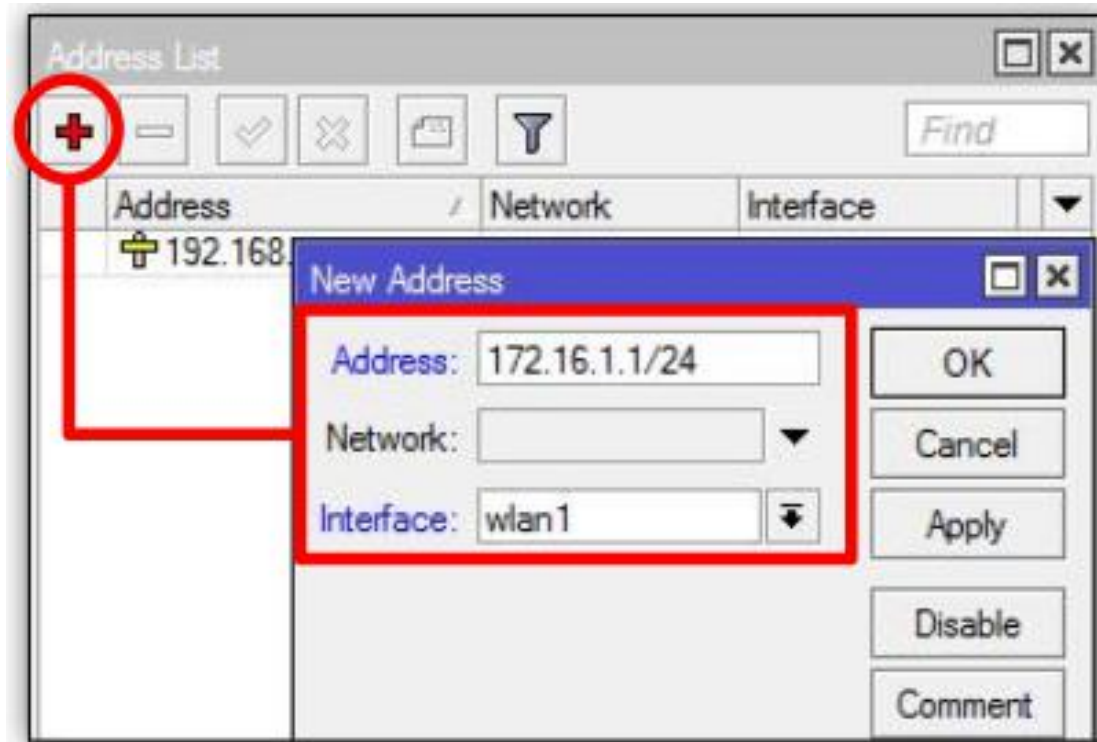 Address List
Find
Address Network Interface
192.168.
New Address
Address: 172.16.1.1/24
OK
Network:
Cancel
Interface: wlan1
Apply
Disable
Comment